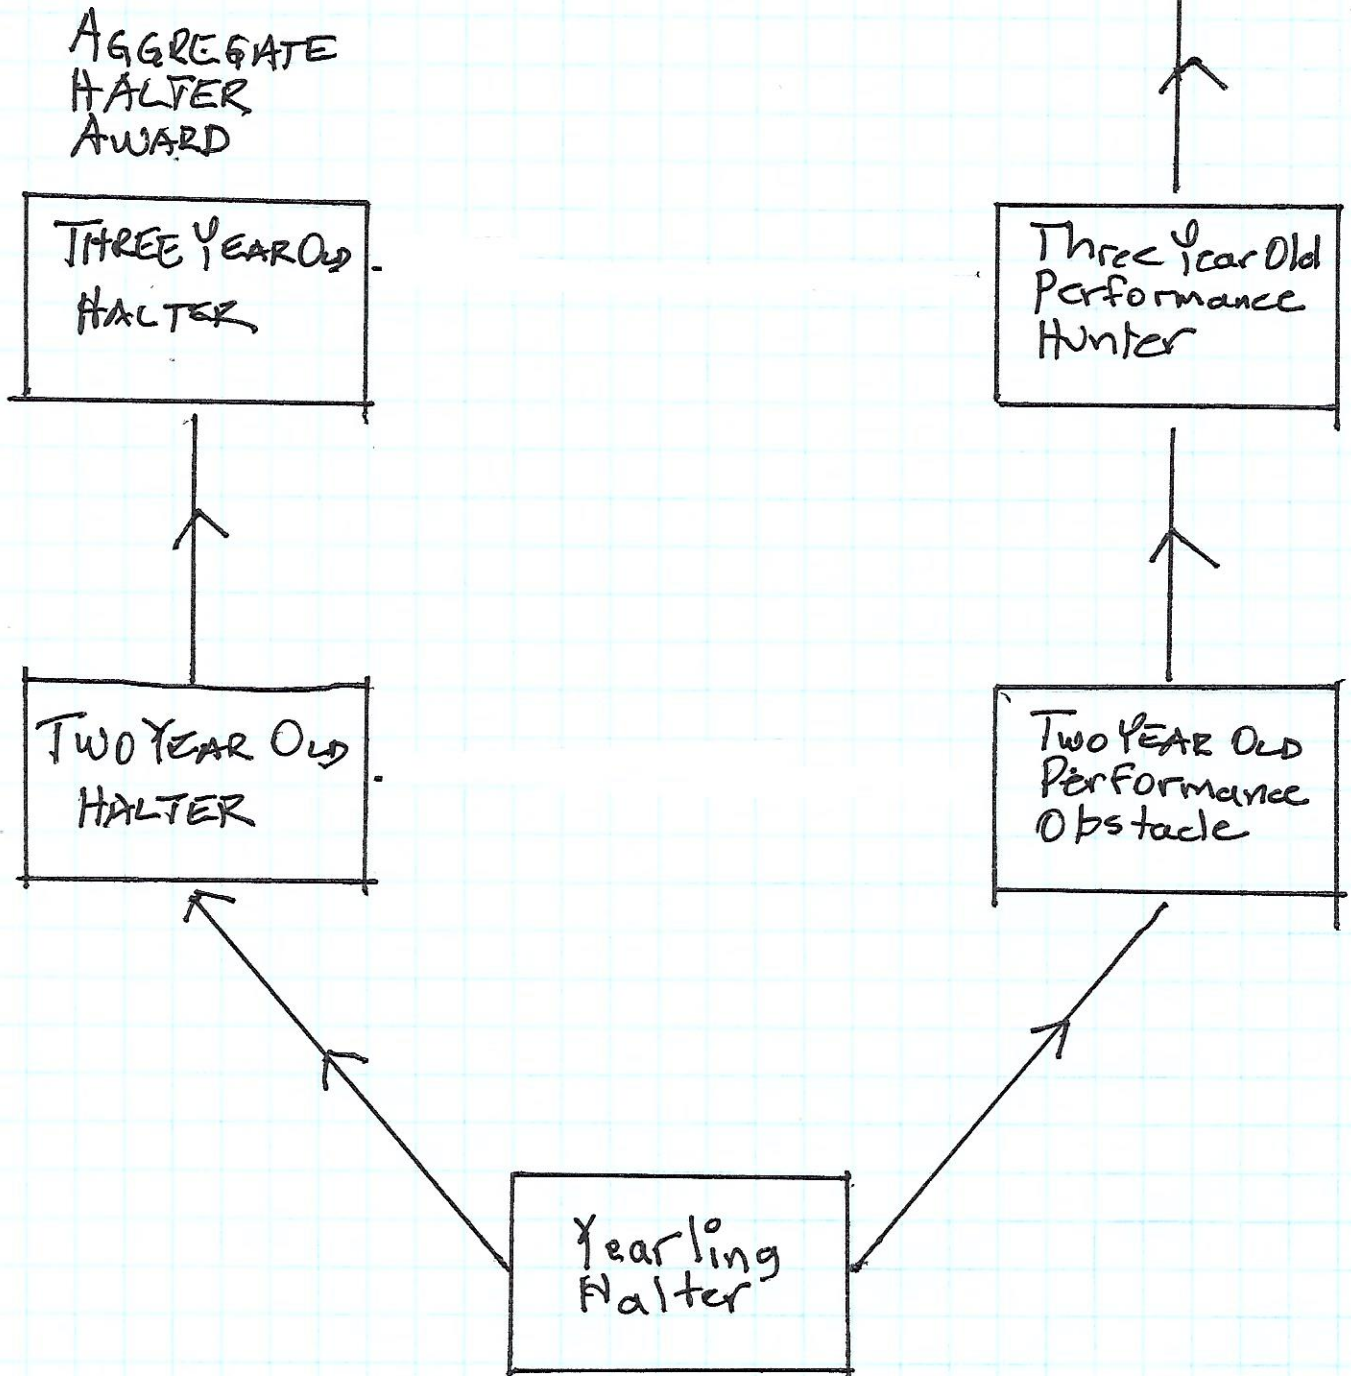 AGGREGATE
HALTER
AWARD
THREE YEAR OLD
HALTER
Three Year Old
Performance
Hunter
TWO YEAR OLD
HALTER
TWO YEAR OLD
Performance
Obstacle
Yearling
Halter